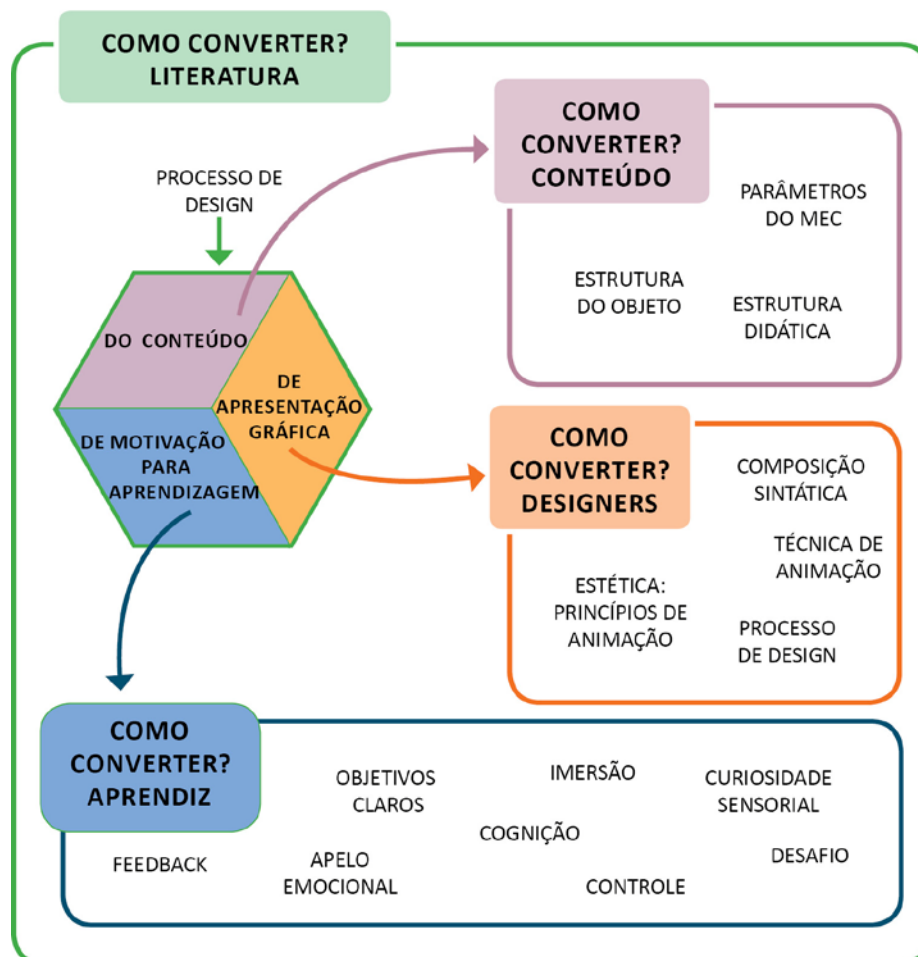 COMO CONVERTER?
LITERATURA
PROCESSO DE
DESIGN
DO CONTEÚDO
DE
APRESENTAÇÃO
GRÁFICA
DE MOTIVAÇÃO
PARA
APRENDIZAGEM
COMO
CONVERTER?
CONTEÚDO
PARÂMETROS
DO MEC
ESTRUTURA
DO OBJETO
ESTRUTURA
DIDÁTICA
COMO
CONVERTER?
DESIGNERS
COMPOSIÇÃO
SINTÁTICA
TÉCNICA DE
ANIMAÇÃO
ESTÉTICA:
PRINCÍPIOS DE
ANIMAÇÃO
PROCESSO
DE DESIGN
COMO
CONVERTER?
APRENDIZ
OBJETIVOS
CLAROS
IMERSÃO
CURIOSIDADE
SENSORIAL
COGNIÇÃO
FEEDBACK
APELO
EMOCIONAL
CONTROLE
DESAFIO